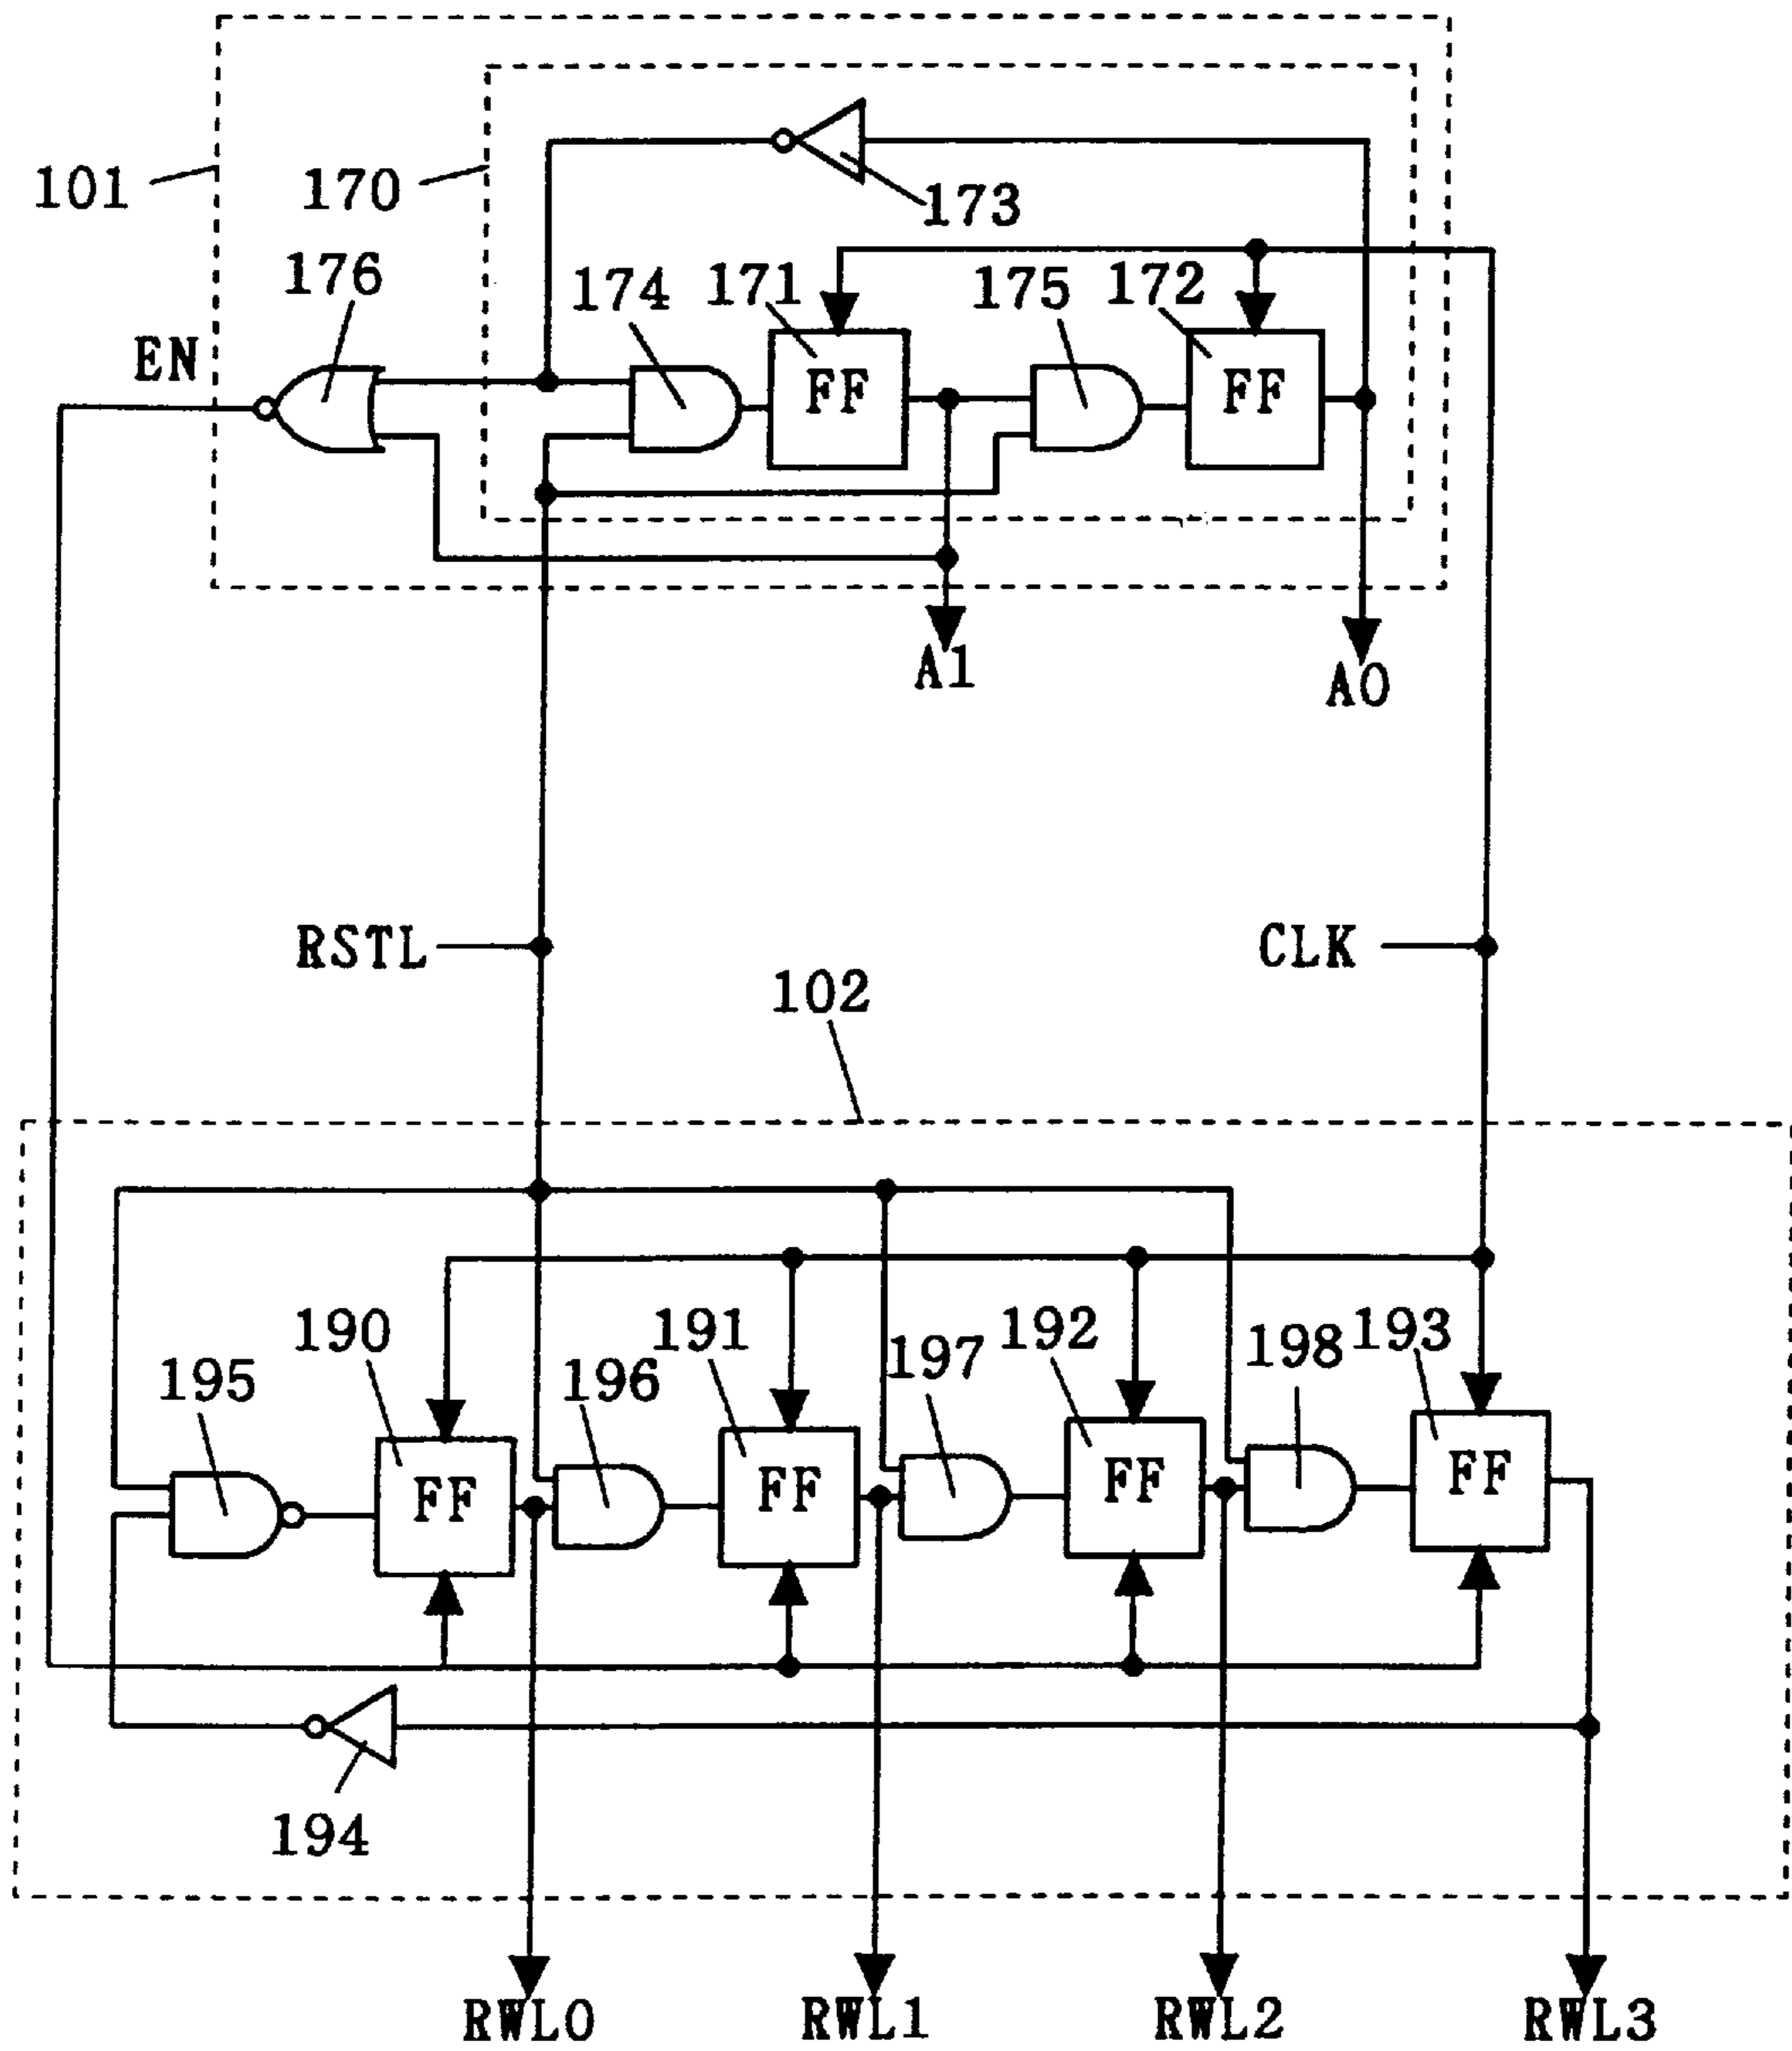 101
170
173
176
174
171
175
172
EN
FF
FF
A1
A0
RSTL
CLK
102
190
191
197
192
198
193
195
196
FF
FF
FF
FF
194
RWL0
RWL1
RWL2
RWL3